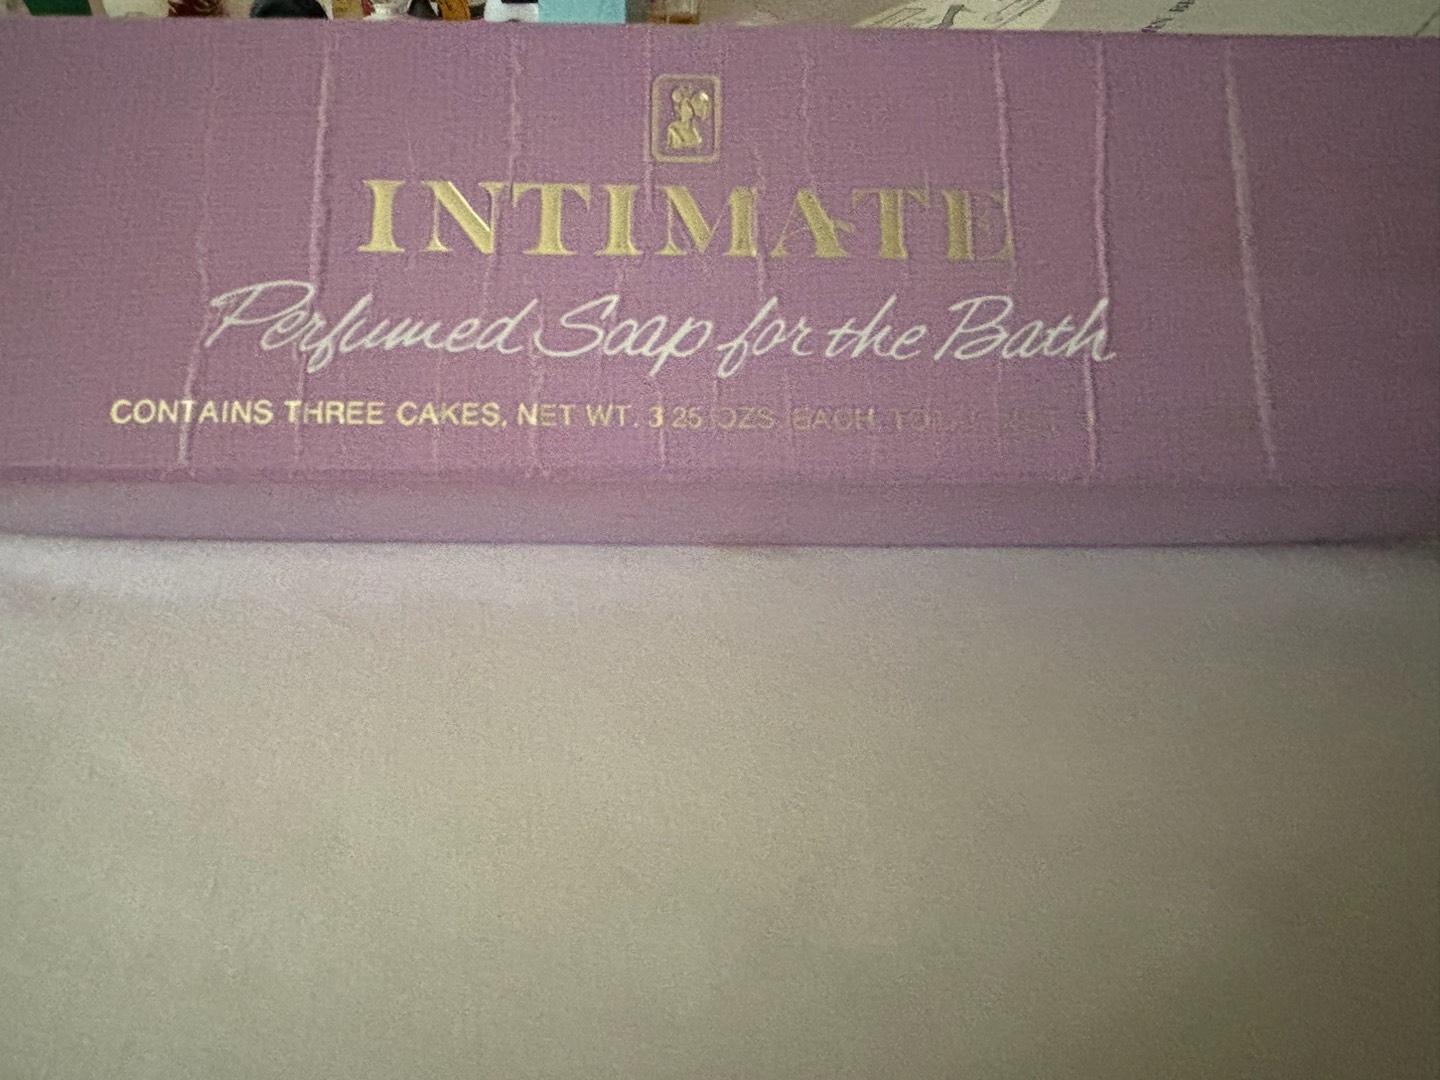 INTIMATE
Perfumed Soap for the Bath
CONTAINS THREE CAKES, NET WT. 3.25 OZS. EACH,